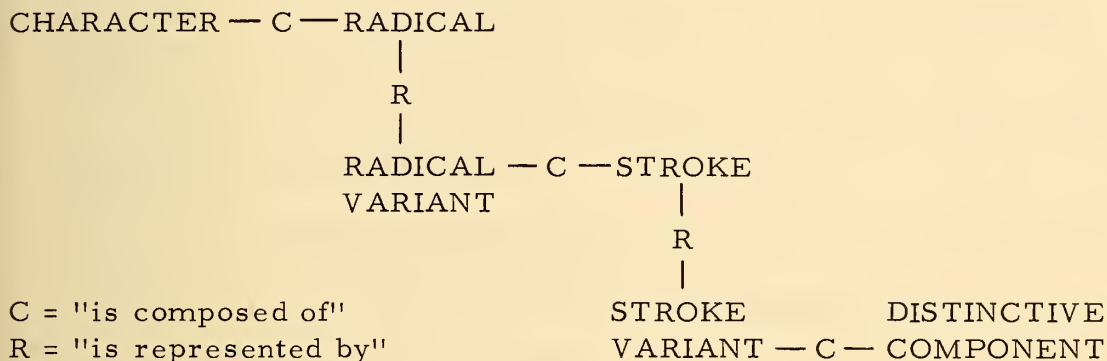 CHARACTER — C — RADICAL
|
R
|
RADICAL — C — STROKE
VARIANT |
R
|
C = "is composed of" STROKE DISTINCTIVE
R = "is represented by" VARIANT — C — COMPONENT